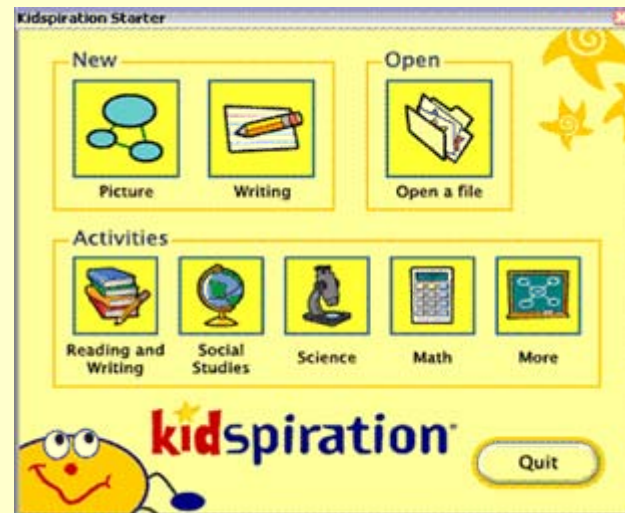 Kidspiration Starter
New
Open
Picture
Writing
Open a file
Activities
Reading and
Writing
Social
Studies
Science
Math
More
kidspiration
Quit